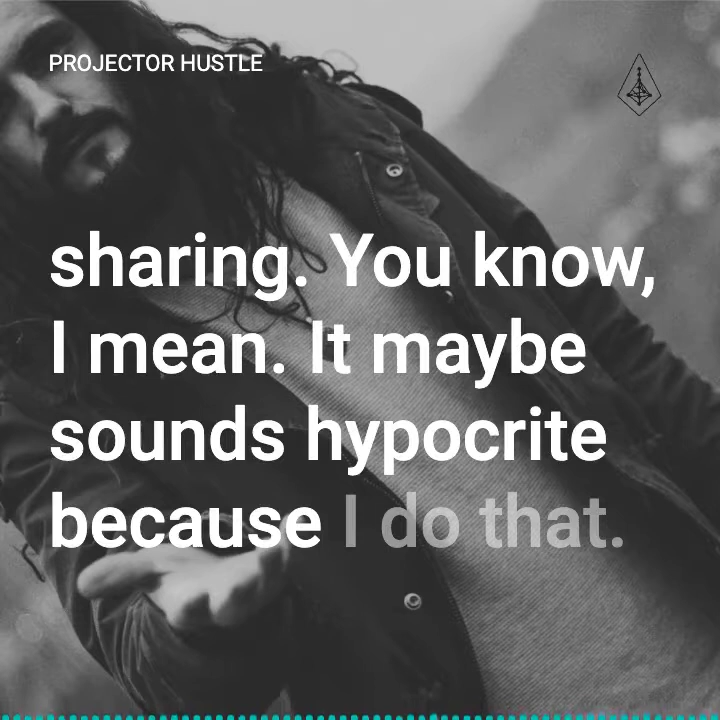 PROJECTOR HUSTLE
sharing. You know,
I mean. It maybe
sounds hypocrite
because I do that.